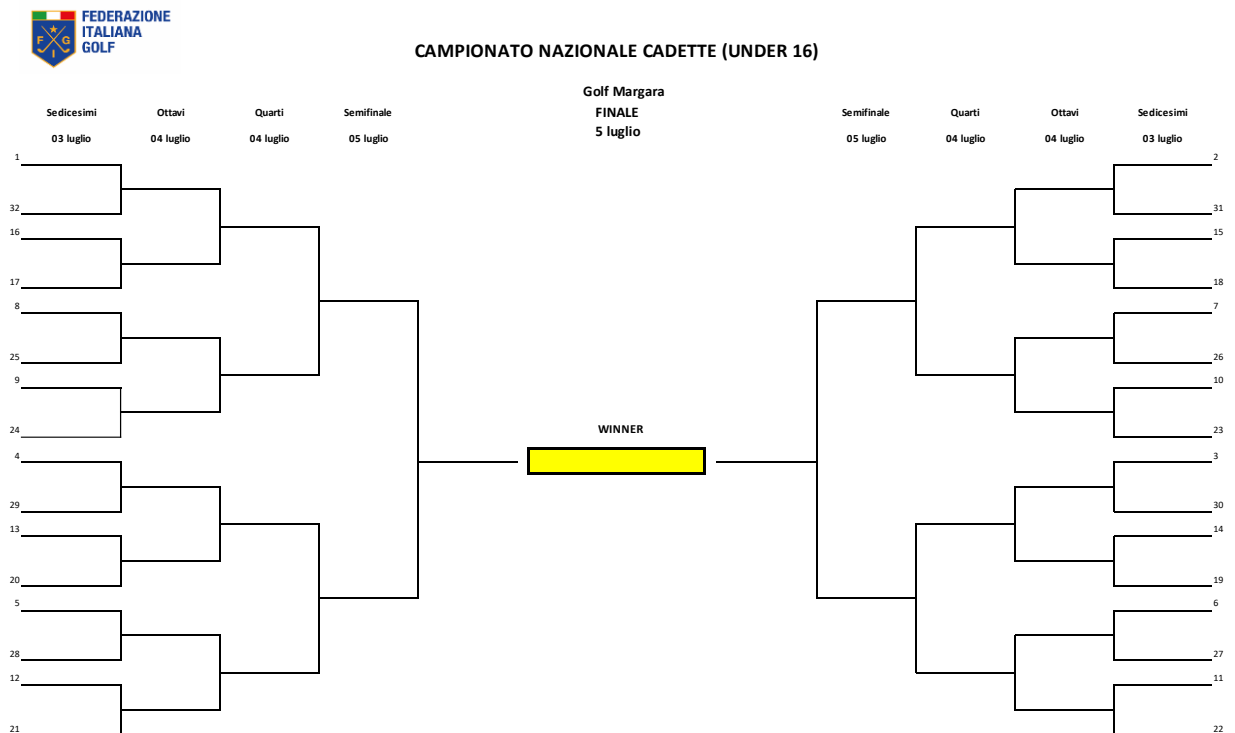 FEDERAZIONE
ITALIANA
GOLF
F G
I
CAMPIONATO NAZIONALE CADETTE (UNDER 16)
Golf Margara
Sedicesimi Ottavi Quarti Semifinale FINALE Semifinale Quarti Ottavi Sedicesimi
03 luglio 04 luglio 04 luglio 05 luglio 5 luglio 05 luglio 04 luglio 04 luglio 03 luglio
1 2
32 31
16 15
17 18
8 7
25 26
9 10
24 WINNER 23
4 3
29 30
13 14
20 19
5 6
28 27
12 11
21 22